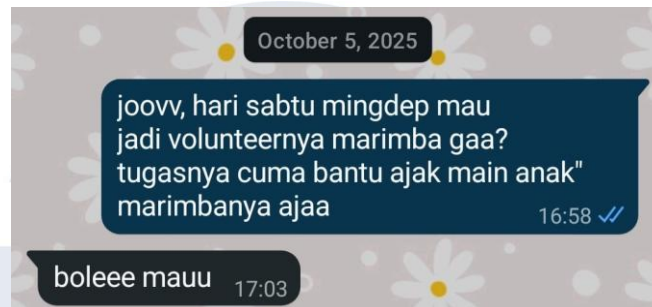 October 5, 2025
joovv, hari sabtu mingdep mau
jadi volunteernya marimba gaa?
tugasnya cuma bantu ajak main anak"
marimbanya ajaa
16:58
boleee mauu 17:03